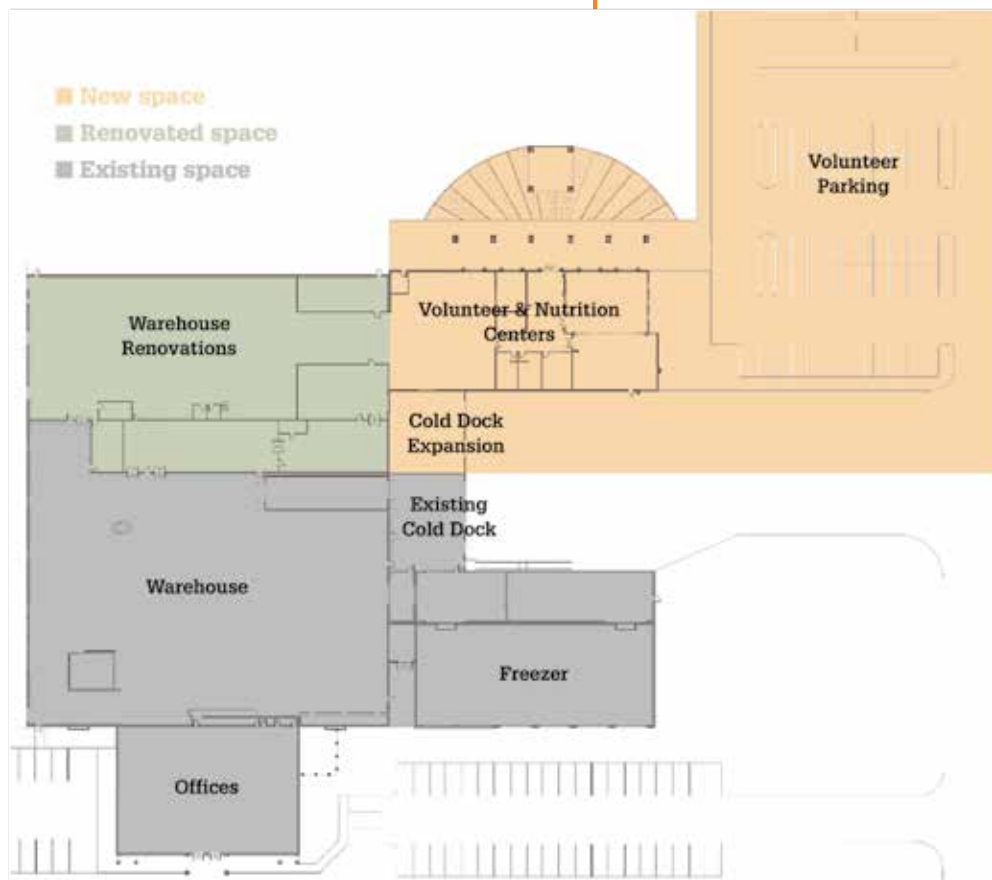 New space
Renovated space
Existing space
Volunteer
Parking
Volunteer & Nutrition
Centers
Warehouse
Renovations
Cold Dock
Expansion
Existing
Cold Dock
Warehouse
Freezer
Offices